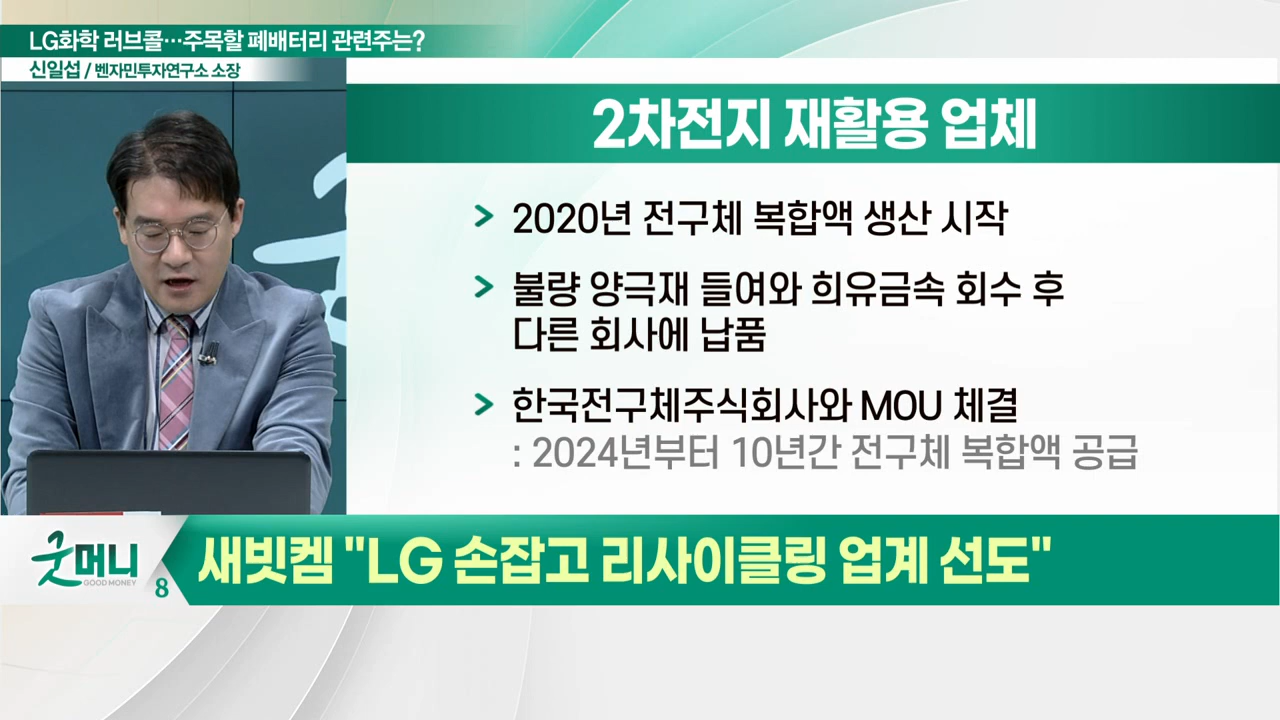 LG화학 러브콜…주목할 폐배터리 관련주는?
신일섭 / 벤자민투자연구소 소장
2차전지 재활용 업체
> 2020년 전구체 복합액 생산 시작
> 불량 양극재 들여와 희유금속 회수 후
다른 회사에 납품
> 한국전구체주식회사와 MOU 체결
: 2024년부터 10년간 전구체 복합액 공급
굿머니
GOOD MONEY
8
새빗켐 "LG 손잡고 리사이클링 업계 선도"